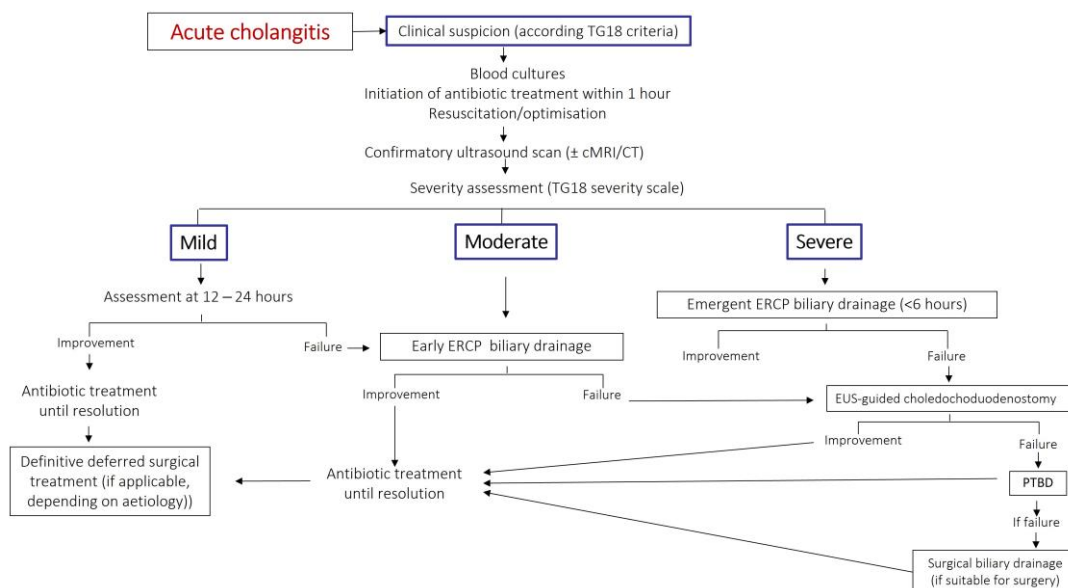 Acute cholangitis
Clinical suspicion (according TG18 criteria)
Blood cultures
Initiation of antibiotic treatment within 1 hour
Resuscitation/optimisation
Confirmatory ultrasound scan (± cMRI/CT)
Severity assessment (TG18 severity scale)
Mild
Moderate
Severe
Assessment at 12 – 24 hours
Emergent ERCP biliary drainage (<6 hours)
Improvement
Failure
Early ERCP biliary drainage
Improvement
Failure
Antibiotic treatment
until resolution
Improvement
Failure
EUS-guided choledochoduodenostomy
Improvement
Failure
Definitive deferred surgical
treatment (if applicable,
depending on aetiology))
Antibiotic treatment
until resolution
PTBD
If failure
Surgical biliary drainage
(if suitable for surgery)